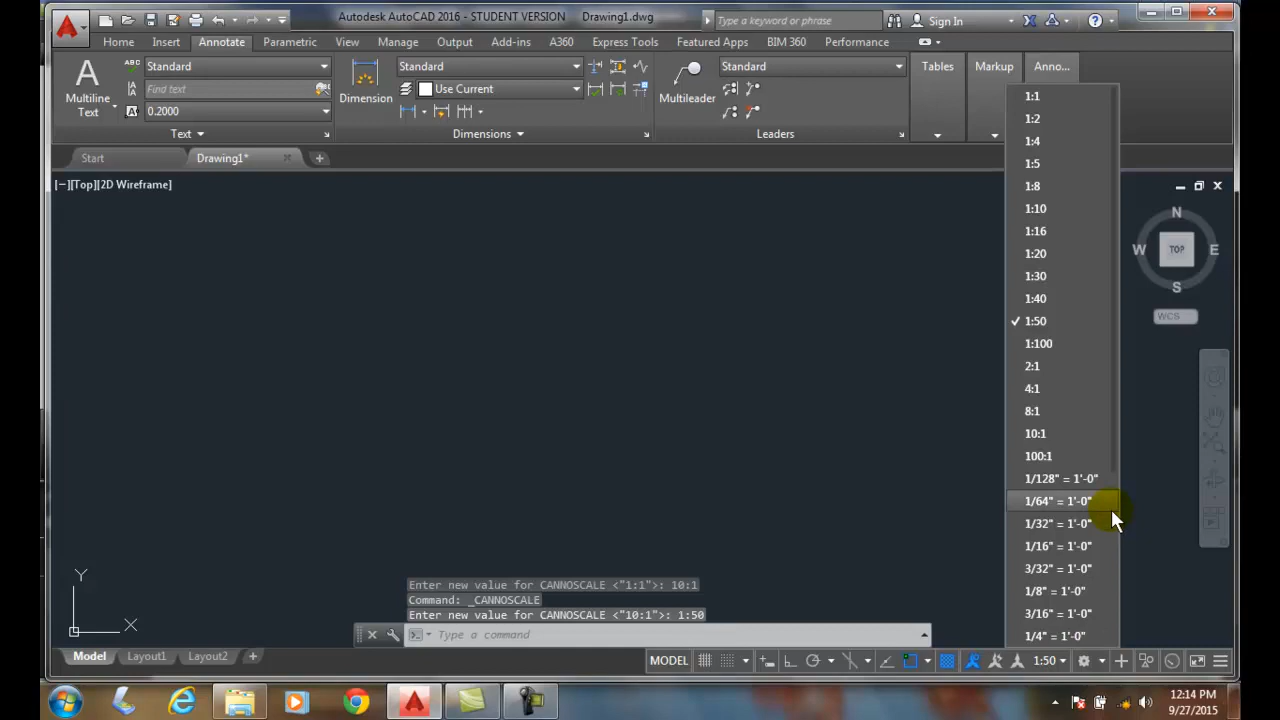 Autodesk AutoCAD 2016 - STUDENT VERSION Drawing1.dwg
Type a keyword or phrase
Sign In
Home Insert Annotate Parametric View Manage Output Add-ins A360 Express Tools Featured Apps BIM 360 Performance
Multiline Text
ABC
Standard
Find text
0.2000
Text
Dimension
Standard
Use Current
Dimensions
Multileader
Standard
Leaders
Tables
Markup
Anno...
Start
Drawing1*
[−][Top][2D Wireframe]
1:1
1:2
1:4
1:5
1:8
1:10
1:16
1:20
1:30
1:40
1:50
1:100
2:1
4:1
8:1
10:1
100:1
1/128" = 1'-0"
1/64" = 1'-0"
1/32" = 1'-0"
1/16" = 1'-0"
3/32" = 1'-0"
1/8" = 1'-0"
3/16" = 1'-0"
1/4" = 1'-0"
N
W TOP E
S
WCS
Y
X
Enter new value for CANNOSCALE <"1:1">: 10:1
Command: _CANNOSCALE
Enter new value for CANNOSCALE <"10:1">: 1:50
Type a command
Model Layout1 Layout2
MODEL
1:50
12:14 PM
9/27/2015